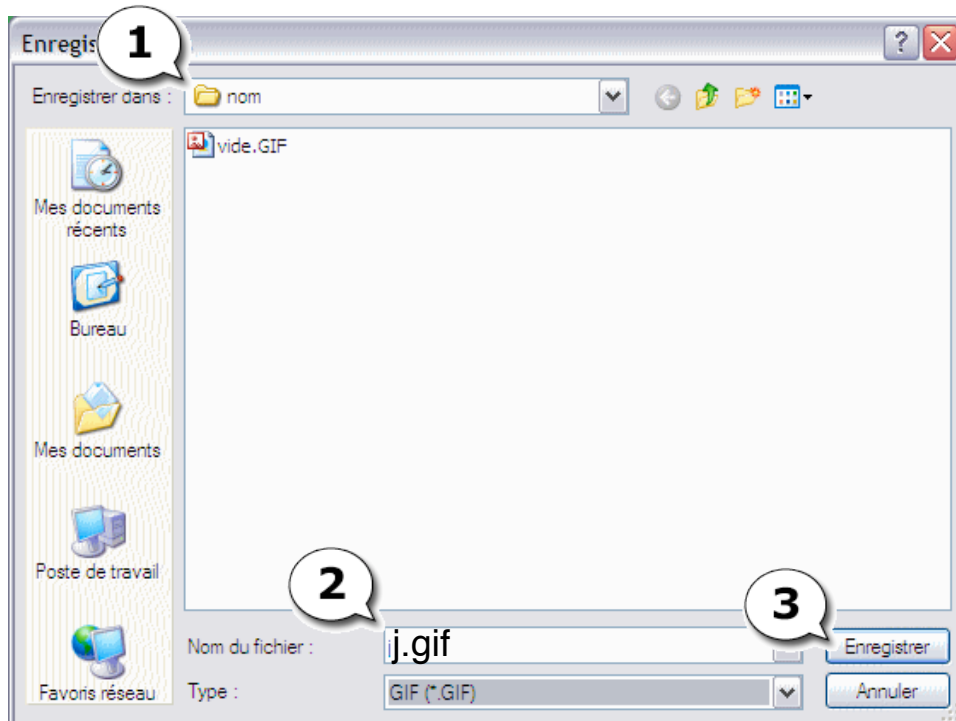 1
Enregis
Enregistrer dans :
nom
vide.GIF
Mes documents
récents
Bureau
Mes documents
Poste de travail
Favoris réseau
2
3
Nom du fichier :
j.gif
Enregistrer
Type :
GIF (*.GIF)
Annuler